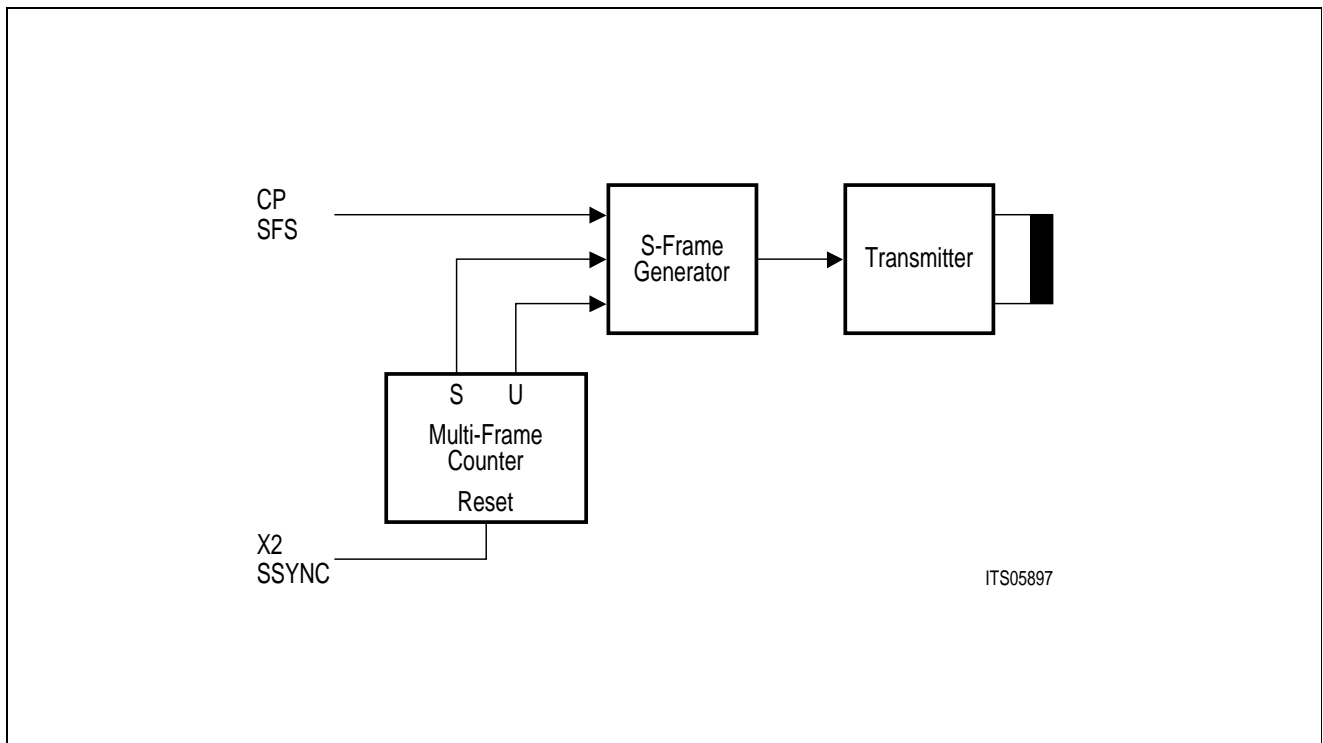 CP
SFS
S-Frame
Generator
Transmitter
S U
Multi-Frame
Counter
Reset
X2
SSYNC
ITS05897